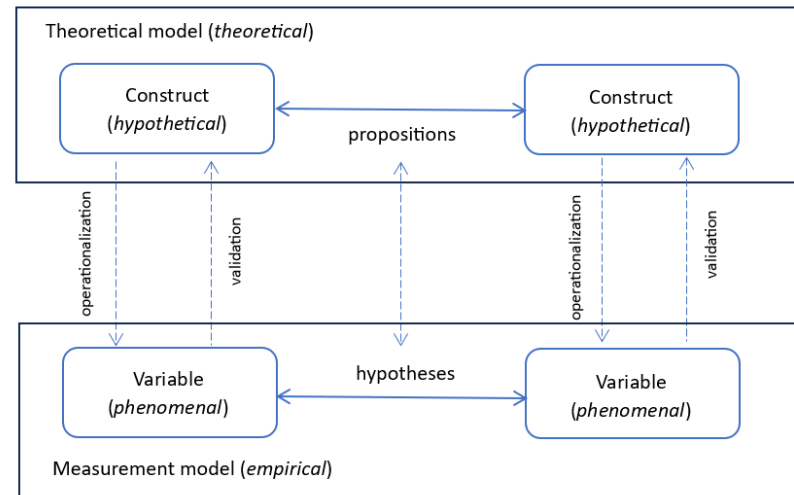 Theoretical model (theoretical)
Construct
(hypothetical)
Construct
(hypothetical)
propositions
operationalization
validation
operationalization
validation
Variable
(phenomenal)
hypotheses
Variable
(phenomenal)
Measurement model (empirical)